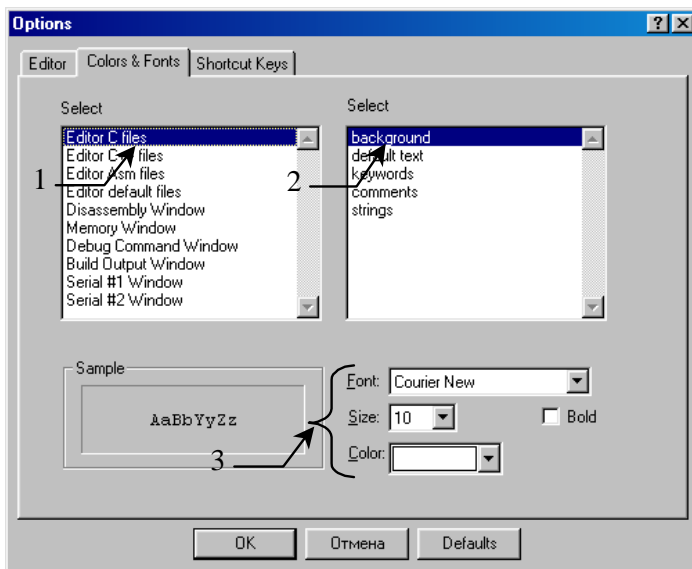 Options
Editor Colors & Fonts Shortcut Keys
Select
Editor C files
Editor C++ files
Editor Asm files
Editor default files
Disassembly Window
Memory Window
Debug Command Window
Build Output Window
Serial #1 Window
Serial #2 Window
1
Select
background
default text
keywords
comments
strings
2
Sample
AaBbYyZz
3
Font: Courier New
Size: 10 Bold
Color:
OK Отмена Defaults